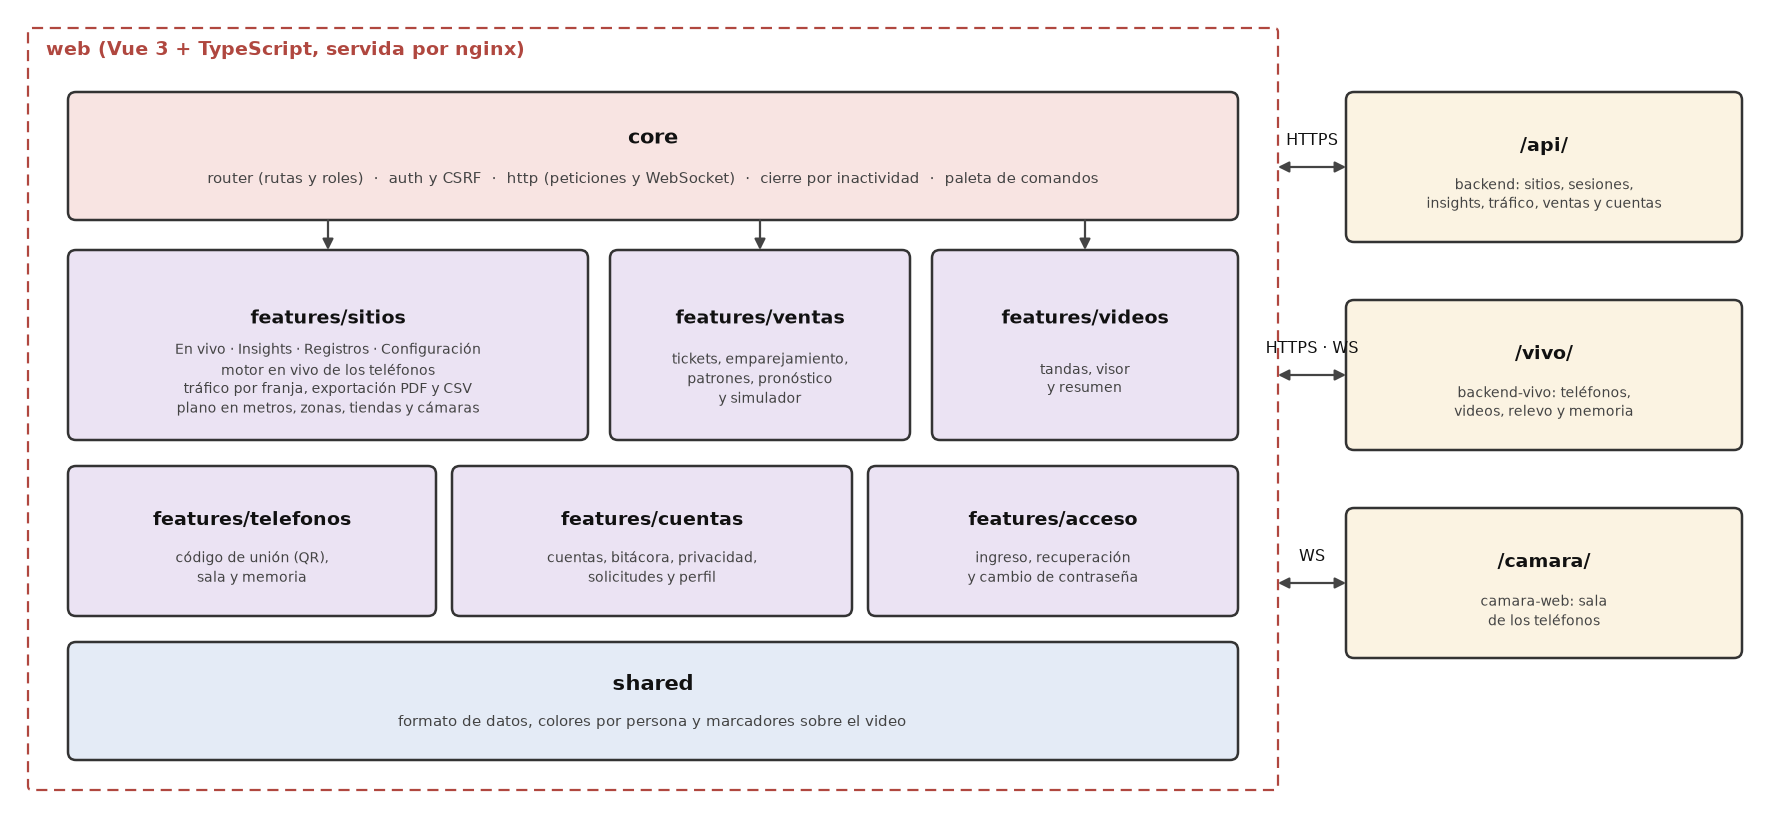 web (Vue 3 + TypeScript, servida por nginx)
core
router (rutas y roles) · auth y CSRF · http (peticiones y WebSocket) · cierre por inactividad · paleta de comandos
features/sitios
En vivo · Insights · Registros · Configuración
motor en vivo de los teléfonos
tráfico por franja, exportación PDF y CSV
plano en metros, zonas, tiendas y cámaras
features/ventas
tickets, emparejamiento,
patrones, pronóstico
y simulador
features/videos
tandas, visor
y resumen
features/telefonos
código de unión (QR),
sala y memoria
features/cuentas
cuentas, bitácora, privacidad,
solicitudes y perfil
features/acceso
ingreso, recuperación
y cambio de contraseña
shared
formato de datos, colores por persona y marcadores sobre el video
HTTPS
/api/
backend: sitios, sesiones,
insights, tráfico, ventas y cuentas
HTTPS · WS
/vivo/
backend-vivo: teléfonos,
videos, relevo y memoria
WS
/camara/
camara-web: sala
de los teléfonos